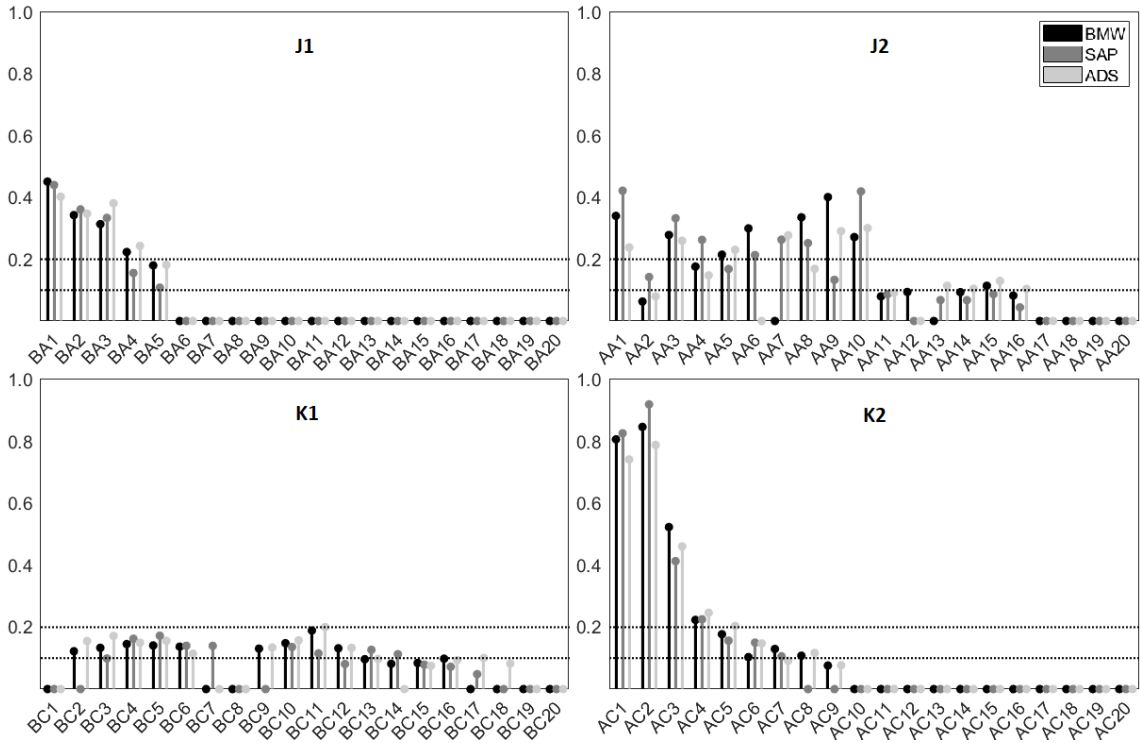 1.0
0.8
0.6
0.4
0.2
J1
BA1 BA2 BA3 BA4 BA5 BA6 BA7 BA8 BA9 BA10 BA11 BA12 BA13 BA14 BA15 BA16 BA17 BA18 BA19 BA20
1.0
0.8
0.6
0.4
0.2
J2
BMW
SAP
ADS
AA1 AA2 AA3 AA4 AA5 AA6 AA7 AA8 AA9 AA10 AA11 AA12 AA13 AA14 AA15 AA16 AA17 AA18 AA19 AA20
1.0
0.8
0.6
0.4
0.2
K1
BC1 BC2 BC3 BC4 BC5 BC6 BC7 BC8 BC9 BC10 BC11 BC12 BC13 BC14 BC15 BC16 BC17 BC18 BC19 BC20
1.0
0.8
0.6
0.4
0.2
K2
AC1 AC2 AC3 AC4 AC5 AC6 AC7 AC8 AC9 AC10 AC11 AC12 AC13 AC14 AC15 AC16 AC17 AC18 AC19 AC20